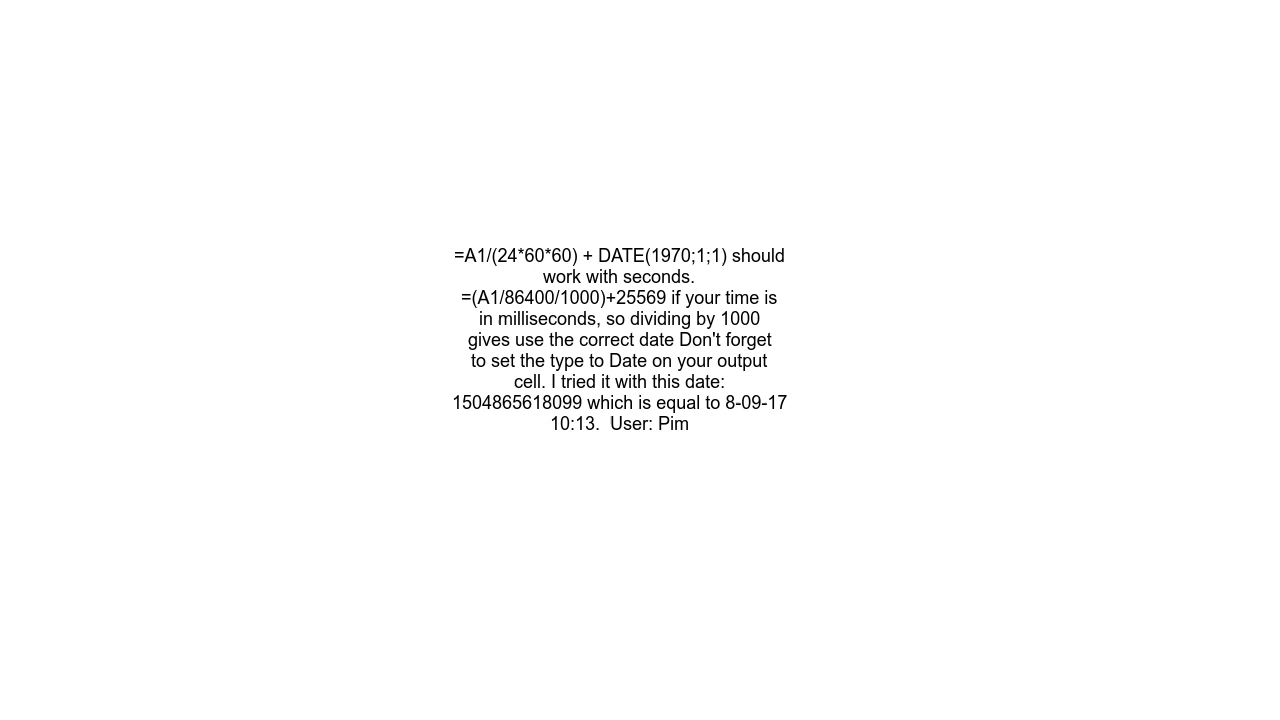 =A1/(24*60*60) + DATE(1970;1;1) should
work with seconds.
=(A1/86400/1000)+25569 if your time is
in milliseconds, so dividing by 1000
gives use the correct date Don't forget
to set the type to Date on your output
cell. I tried it with this date:
1504865618099 which is equal to 8-09-17
10:13.  User: Pim